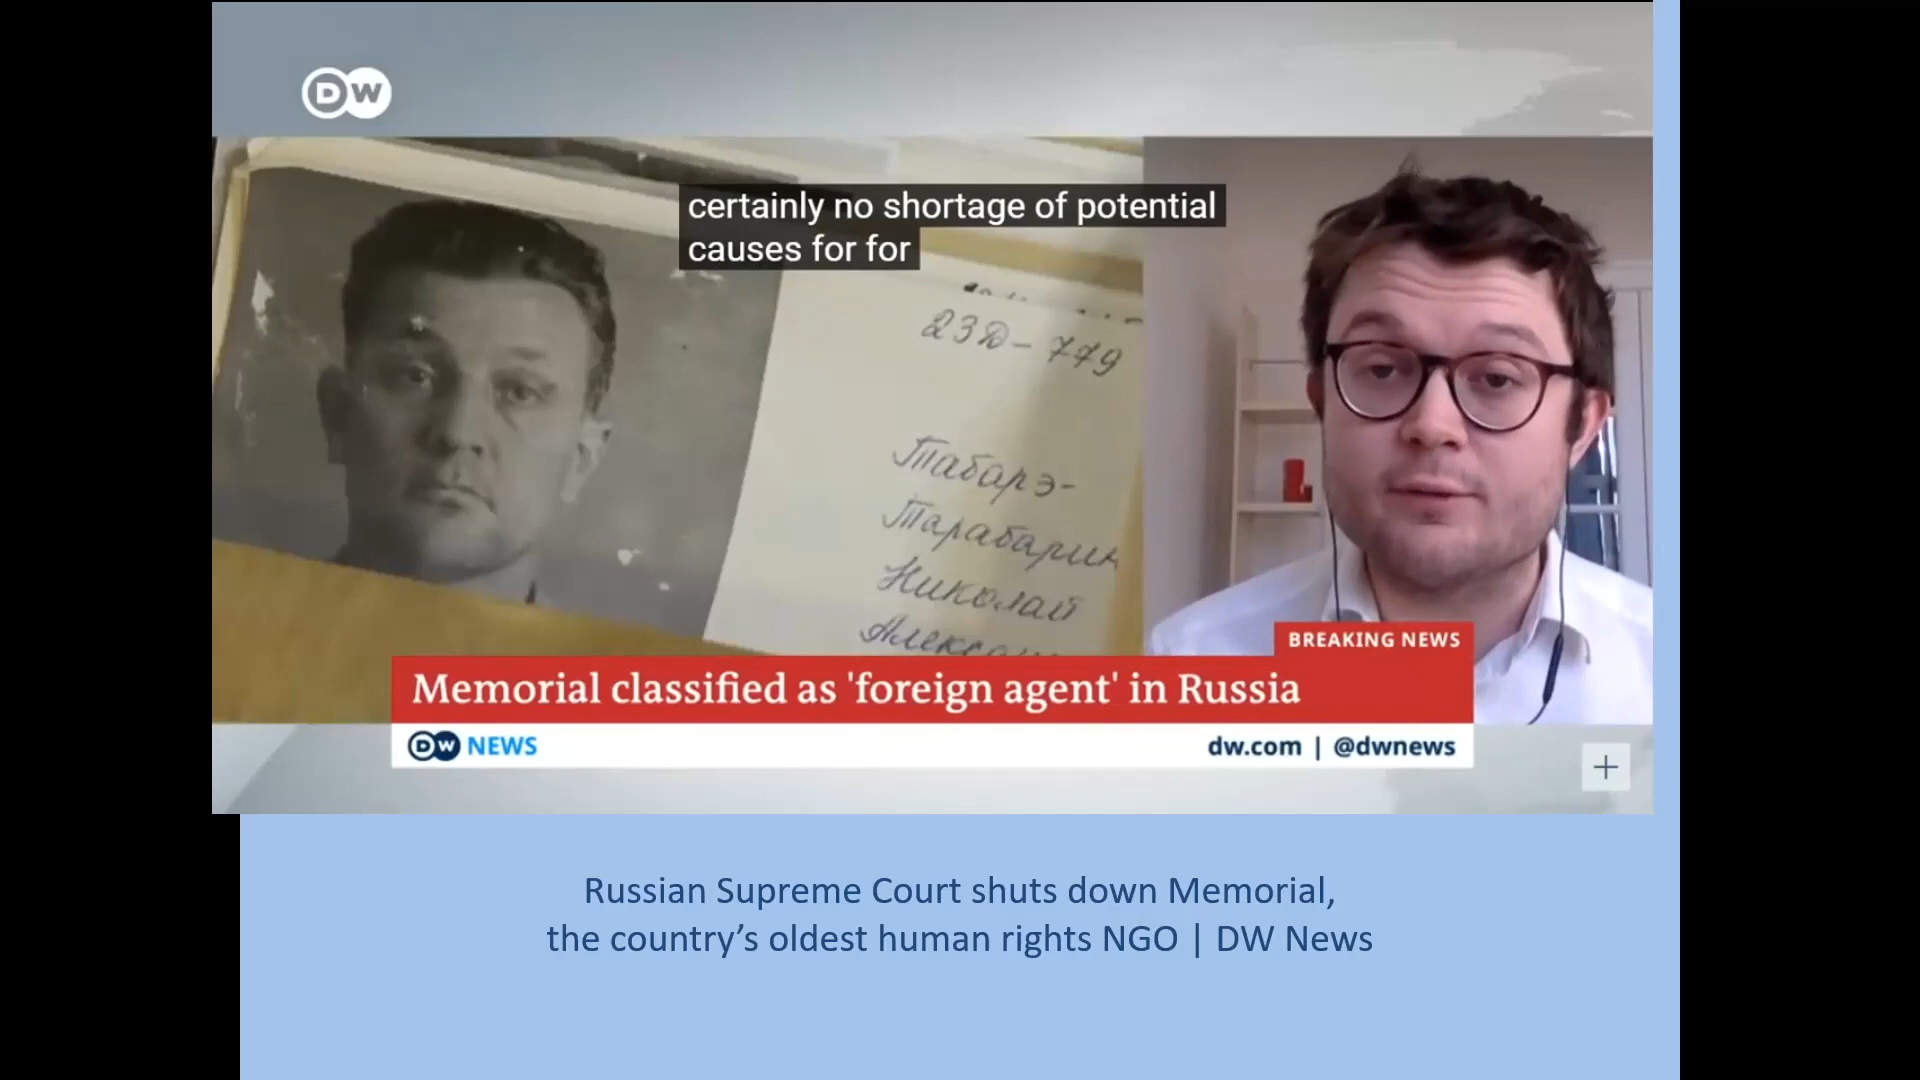 DW
certainly no shortage of potential
causes for for
23Д-779
Табарэ-
Тарабарин
Николай
BREAKING NEWS
Memorial classified as 'foreign agent' in Russia
DW NEWS
dw.com | @dwnews
Russian Supreme Court shuts down Memorial,
the country’s oldest human rights NGO | DW News